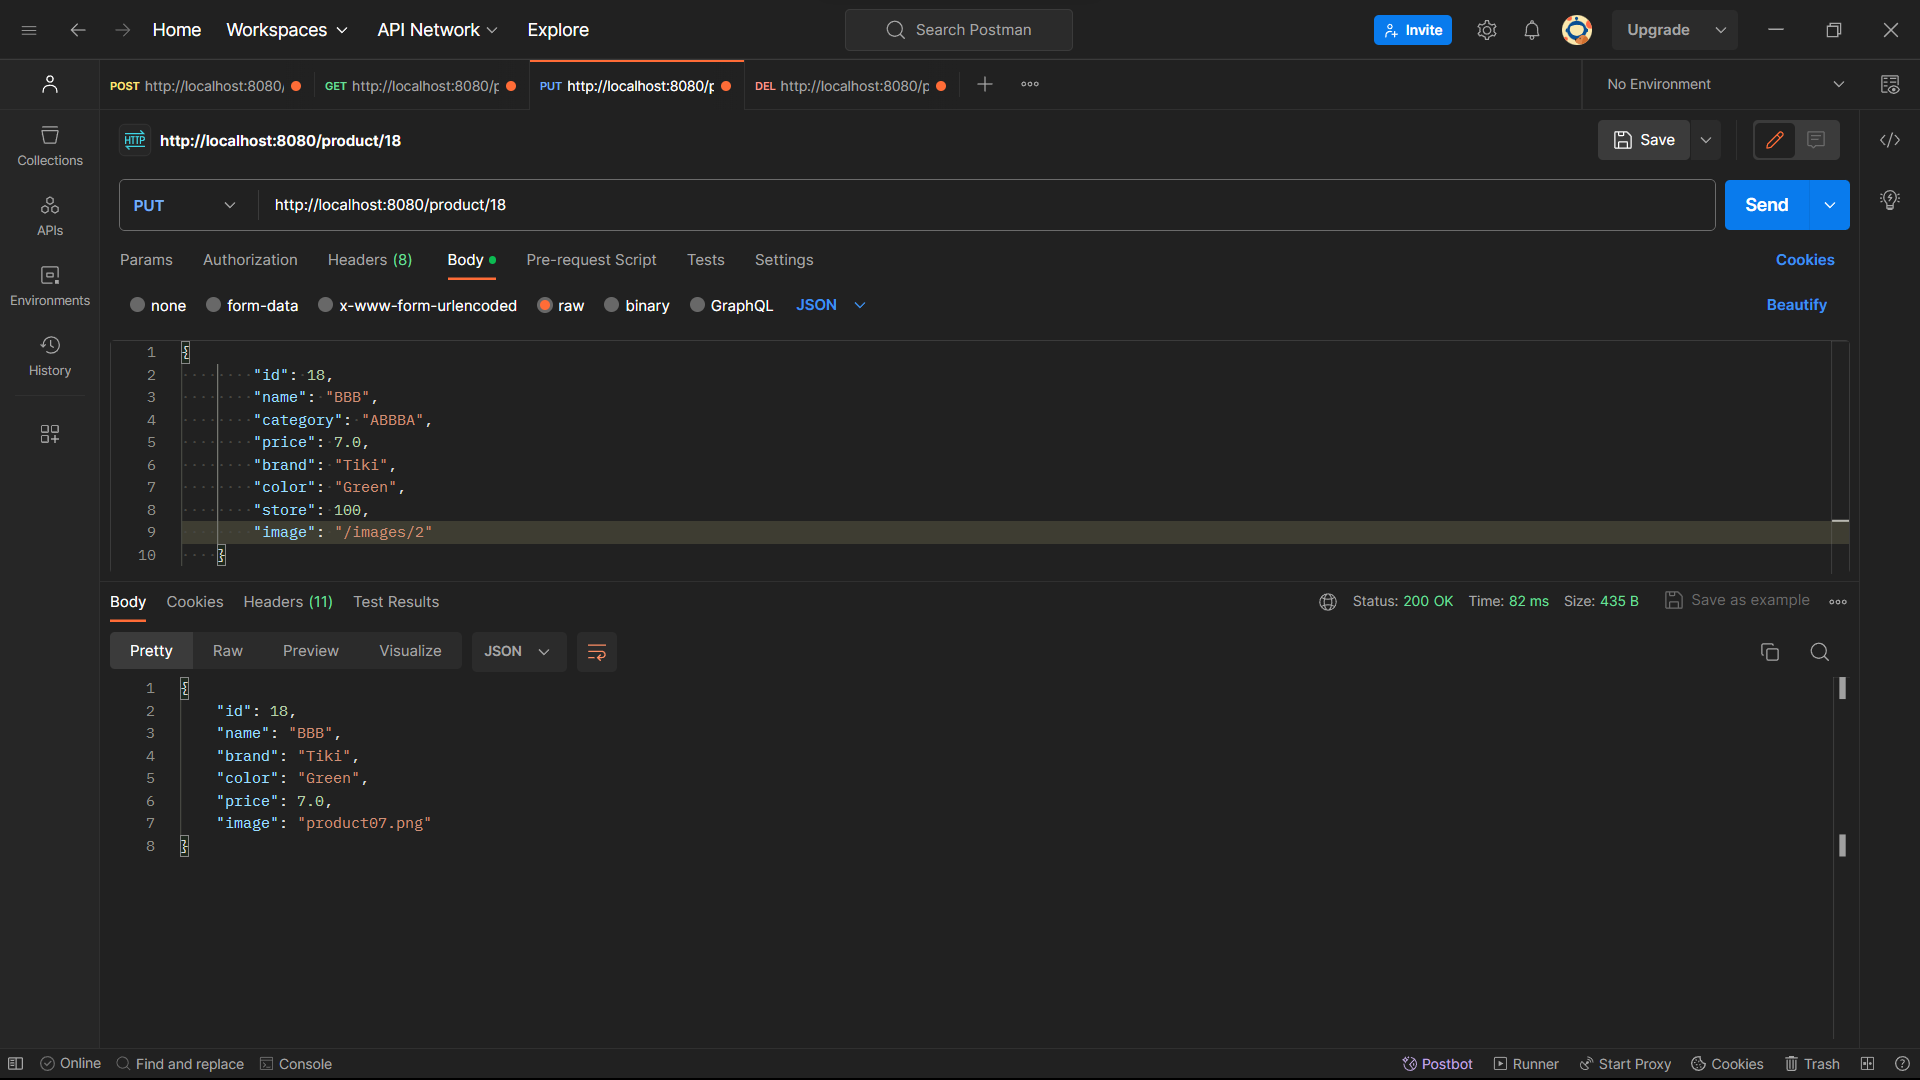 Home Workspaces API Network Explore Search Postman Invite Upgrade
POST http://localhost:8080/ GET http://localhost:8080/p PUT http://localhost:8080/p DEL http://localhost:8080/p No Environment
HTTP http://localhost:8080/product/18 Save
Collections
PUT http://localhost:8080/product/18 Send
APIs
Params Authorization Headers (8) Body Pre-request Script Tests Settings Cookies
Environments
none form-data x-www-form-urlencoded raw binary GraphQL JSON Beautify
History
1 {
2 "id": 18,
3 "name": "BBB",
4 "category": "ABBBA",
5 "price": 7.0,
6 "brand": "Tiki",
7 "color": "Green",
8 "store": 100,
9 "image": "/images/2"
10 }
Body Cookies Headers (11) Test Results Status: 200 OK Time: 82 ms Size: 435 B Save as example
Pretty Raw Preview Visualize JSON
1 {
2 "id": 18,
3 "name": "BBB",
4 "brand": "Tiki",
5 "color": "Green",
6 "price": 7.0,
7 "image": "product07.png"
8 }
Online Find and replace Console Postbot Runner Start Proxy Cookies Trash